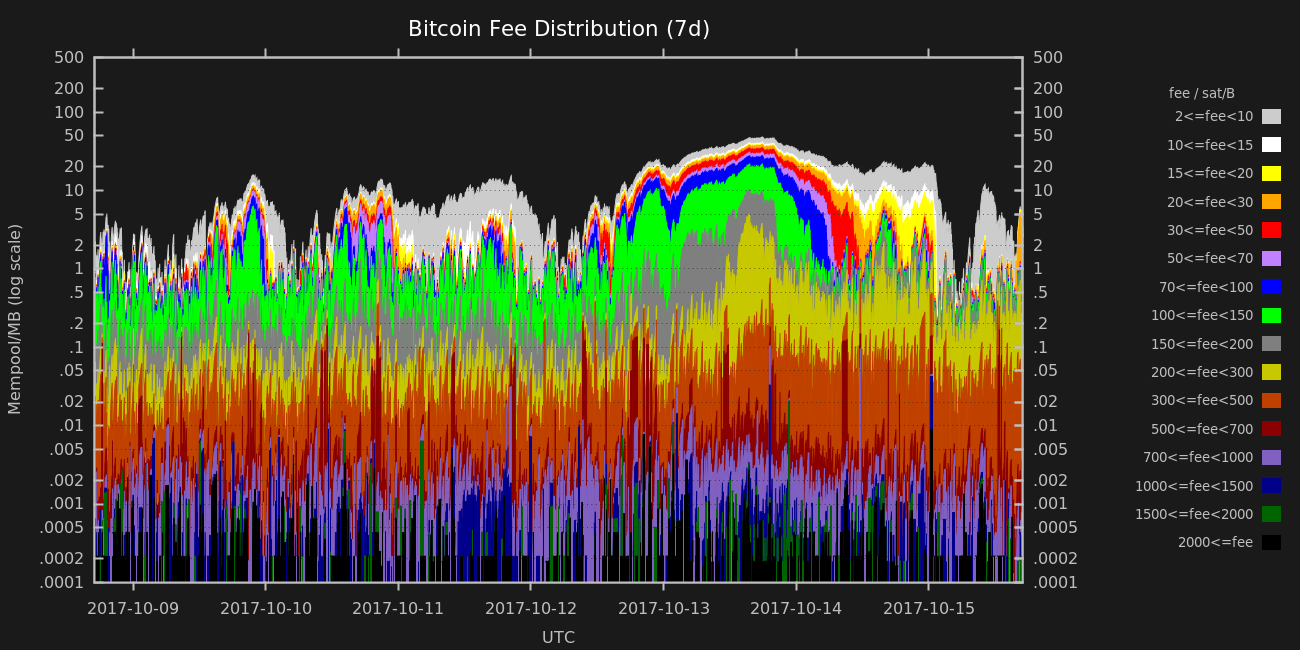 Bitcoin Fee Distribution (7d)
500 500
200 200
100 100
50 50
20 20
10 10
5 5
2 2
1 1
.5 .5
.2 .2
.1 .1
.05 .05
.02 .02
.01 .01
.005 .005
.002 .002
.001 .001
.0005 .0005
.0002 .0002
.0001 .0001
Mempool/MB (log scale)
2017-10-09 2017-10-10 2017-10-11 2017-10-12 2017-10-13 2017-10-14 2017-10-15
UTC
fee / sat/B
2<=fee<10
10<=fee<15
15<=fee<20
20<=fee<30
30<=fee<50
50<=fee<70
70<=fee<100
100<=fee<150
150<=fee<200
200<=fee<300
300<=fee<500
500<=fee<700
700<=fee<1000
1000<=fee<1500
1500<=fee<2000
2000<=fee